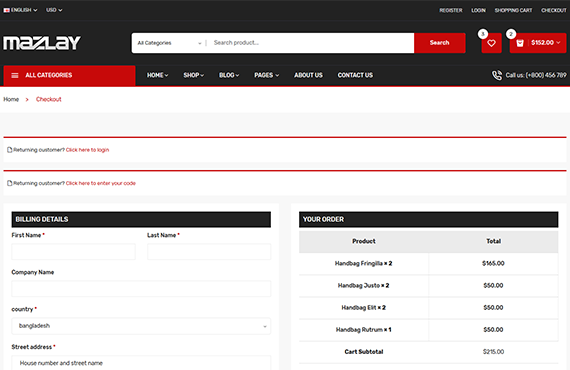 ENGLISH USD REGISTER LOGIN SHOPPING CART CHECKOUT
MAZLAY All Categories Search product... Search 3 2 $152.00
ALL CATEGORIES HOME SHOP BLOG PAGES ABOUT US CONTACT US Call us: (+800) 456 789
Home > Checkout
Returning customer? Click here to login
Returning customer? Click here to enter your code
BILLING DETAILS
First Name * Last Name *
Company Name
country *
bangladesh
Street address *
House number and street name
YOUR ORDER
Product Total
Handbag Fringilla × 2 $165.00
Handbag Justo × 2 $50.00
Handbag Elit × 2 $50.00
Handbag Rutrum × 1 $50.00
Cart Subtotal $215.00